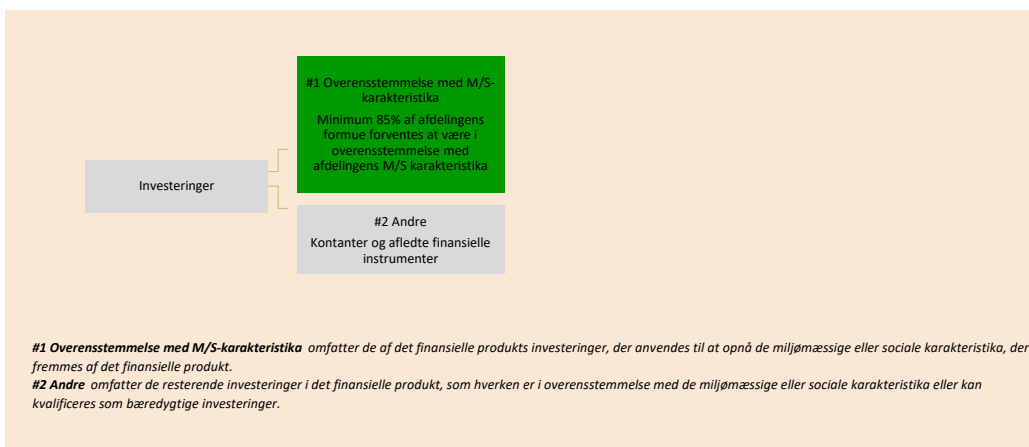 #1 Overensstemmelse med M/S-
karakteristika
Minimum 85% af afdelingens
formue forventes at være i
overensstemmelse med
afdelingens M/S karakteristika
Investeringer
#2 Andre
Kontanter og afledte finansielle
instrumenter
#1 Overensstemmelse med M/S-karakteristika omfatter de af det finansielle produkts investeringer, der anvendes til at opnå de miljømæssige eller sociale karakteristika, der
fremmes af det finansielle produkt.
#2 Andre omfatter de resterende investeringer i det finansielle produkt, som hverken er i overensstemmelse med de miljømæssige eller sociale karakteristika eller kan
kvalificeres som bæredygtige investeringer.